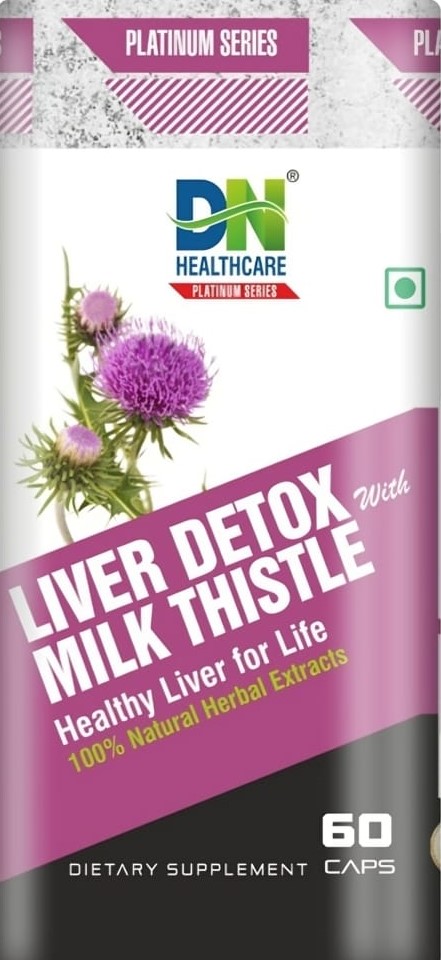 PLATINUM SERIES
PLA
DN®
HEALTHCARE
PLATINUM SERIES
LIVER DETOX With
MILK THISTLE
Healthy Liver for Life
100% Natural Herbal Extracts
60
DIETARY SUPPLEMENT CAPS